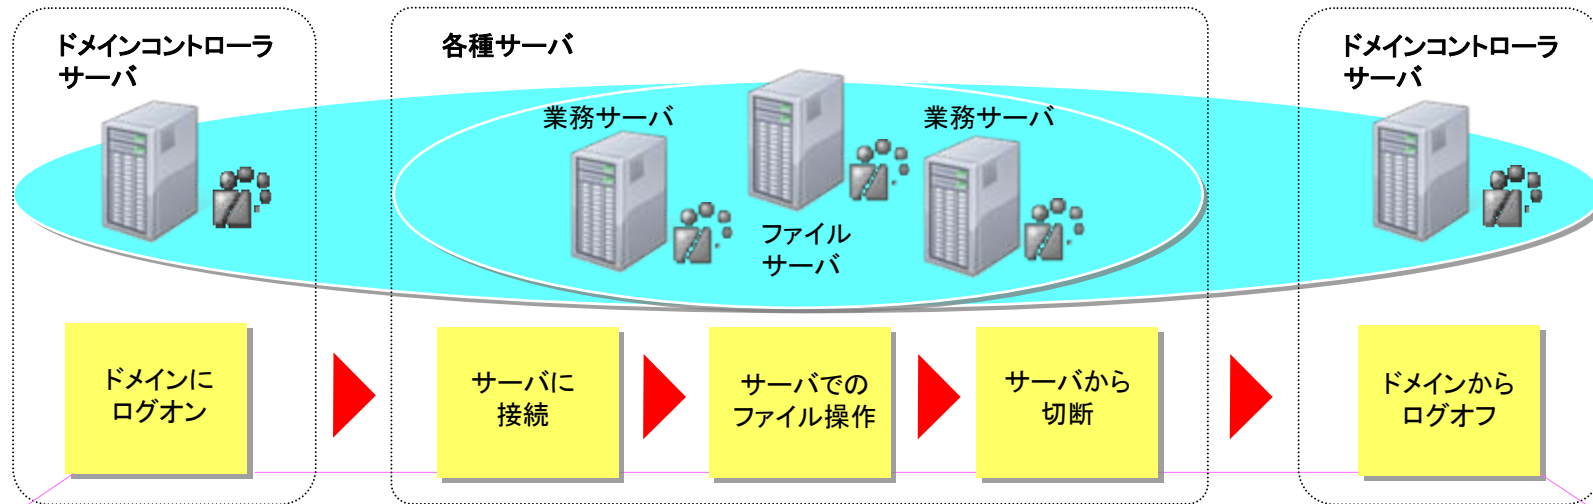 ドメインコントローラ
サーバ
各種サーバ
ドメインコントローラ
サーバ
業務サーバ
業務サーバ
ファイル
サーバ
ドメインに
ログオン
サーバに
接続
サーバでの
ファイル操作
サーバから
切断
ドメインから
ログオフ